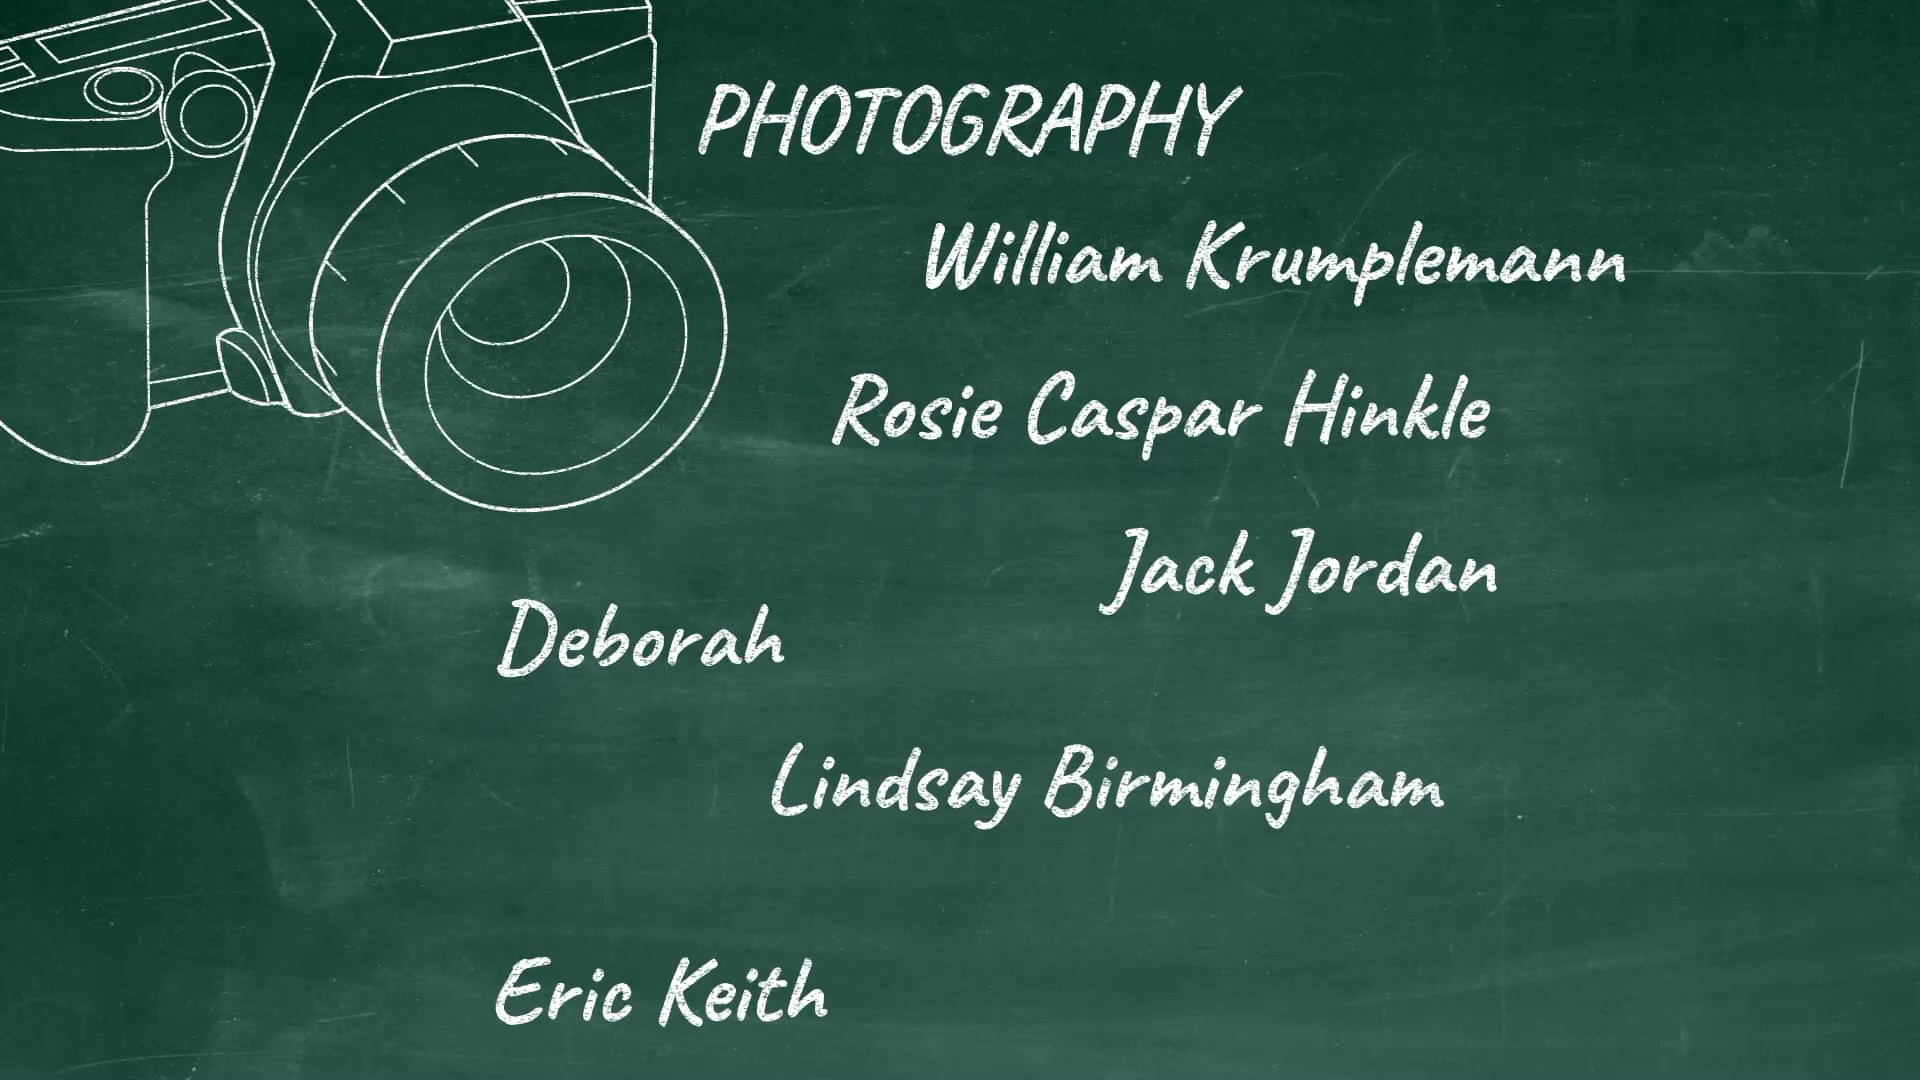 PHOTOGRAPHY
William Krumplemann
Rosie Caspar Hinkle
Jack Jordan
Deborah
Lindsay Birmingham
Eric Keith